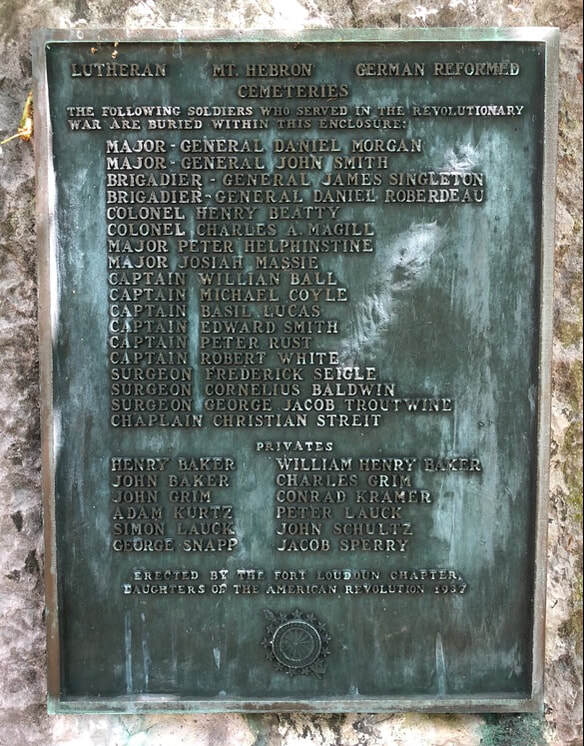 LUTHERAN MT. HEBRON GERMAN REFORMED
CEMETERIES
THE FOLLOWING SOLDIERS WHO SERVED IN THE REVOLUTIONARY
WAR ARE BURIED WITHIN THIS ENCLOSURE:
MAJOR-GENERAL DANIEL MORGAN
MAJOR-GENERAL JOHN SMITH
BRIGADIER-GENERAL JAMES SINGLETON
BRIGADIER-GENERAL DANIEL ROBERDEAU
COLONEL HENRY BEATTY
COLONEL CHARLES A. MAGILL
MAJOR PETER HELPHINSTINE
MAJOR JOSIAH MASSIE
CAPTAIN WILLIAN BALL
CAPTAIN MICHAEL COYLE
CAPTAIN BASIL LUCAS
CAPTAIN EDWARD SMITH
CAPTAIN PETER RUST
CAPTAIN ROBERT WHITE
SURGEON FREDERICK SEIGLE
SURGEON CORNELIUS BALDWIN
SURGEON GEORGE JACOB TROUTWINE
CHAPLAIN CHRISTIAN STREIT
PRIVATES
HENRY BAKER WILLIAM HENRY BAKER
JOHN BAKER CHARLES GRIM
JOHN GRIM CONRAD KRAMER
ADAM KURTZ PETER LAUCK
SIMON LAUCK JOHN SCHULTZ
GEORGE SNAPP JACOB SPERRY
ERECTED BY THE FORT LOUDOUN CHAPTER,
DAUGHTERS OF THE AMERICAN REVOLUTION 1937